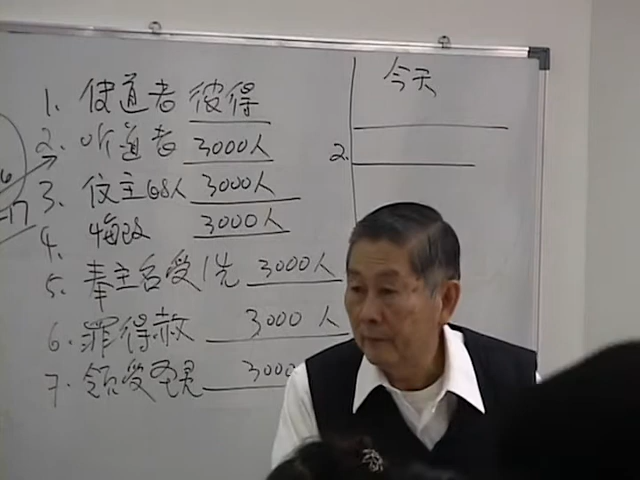 1. 使道者 彼得
2. 听道者 3000人
3. 信主的人 3000人
4. 悔改 3000人
5. 奉主名受洗 3000人
6. 罪得赦 3000人
7. 领受圣灵 3000
今天
2.